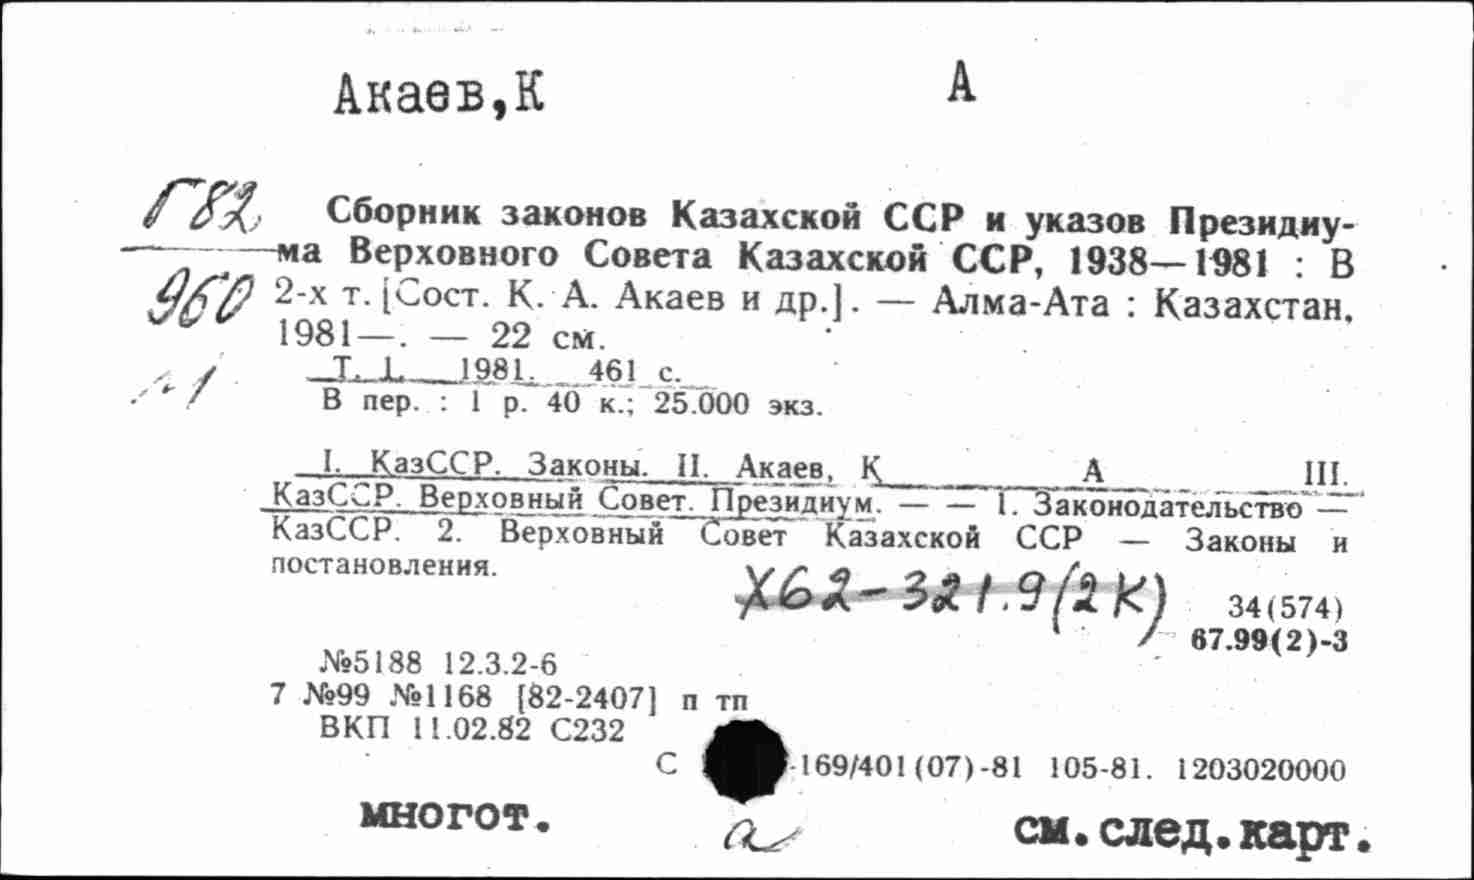 Акаев,К А
Г82
Сборник законов Казахской ССР и указов Президиу-
ма Верховного Совета Казахской ССР, 1938—1981 : В
960
2-х т. [Сост. К. А. Акаев и др.]. — Алма-Ата : Казахстан,
1981—. — 22 см.
Т. 1. 1981. 461 с.
В пер. : 1 р. 40 к.; 25.000 экз.
I. КазССР. Законы. II. Акаев, К А III.
КазССР. Верховный Совет. Президиум. — — 1. Законодательство —
КазССР. 2. Верховный Совет Казахской ССР — Законы и
постановления.
Х62-321.9(2К)
34(574)
67.99(2)-3
№5188 12.3.2-6
7 №99 №1168 [82-2407] п тп
ВКП 11.02.82 С232
С 169/401(07)-81 105-81. 1203020000
многот.
а
см.след.карт.